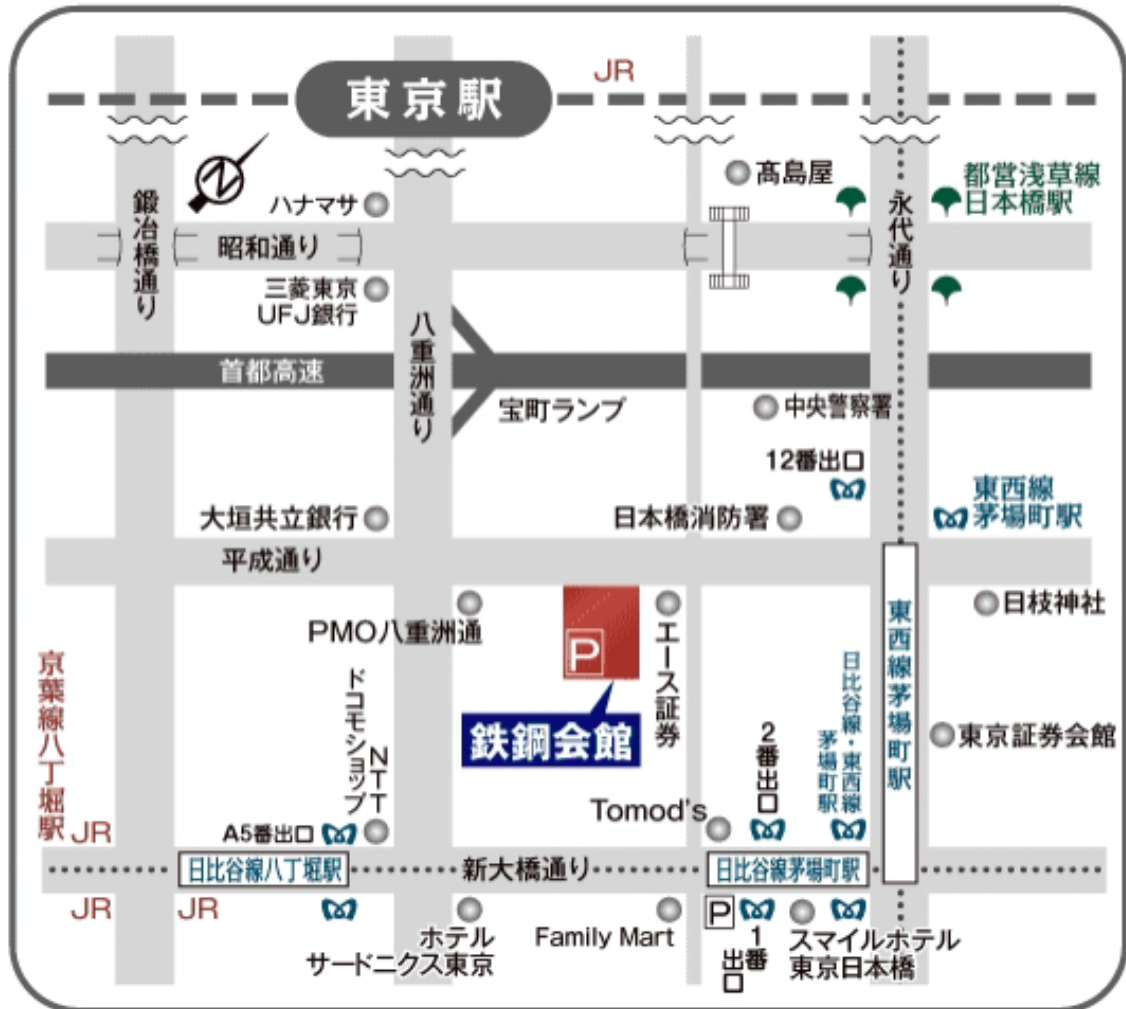 JR
東京駅
髙島屋
都営浅草線
日本橋駅
鍛冶橋通り
N
ハナマサ
永代通り
昭和通り
三菱東京
UFJ銀行
八重洲通り
首都高速
宝町ランプ
中央警察署
12番出口
大垣共立銀行
日本橋消防署
東西線
茅場町駅
平成通り
PMO八重洲通
P
エース証券
東西線茅場町駅
日枝神社
京葉線八丁堀駅
NTT
ドコモショップ
鉄鋼会館
2番出口
日比谷線・東西線
茅場町駅
東京証券会館
Tomod's
JR
A5番出口
日比谷線八丁堀駅
新大橋通り
日比谷線茅場町駅
JR
JR
ホテル
サードニクス東京
Family Mart
P
1番
出口
スマイルホテル
東京日本橋